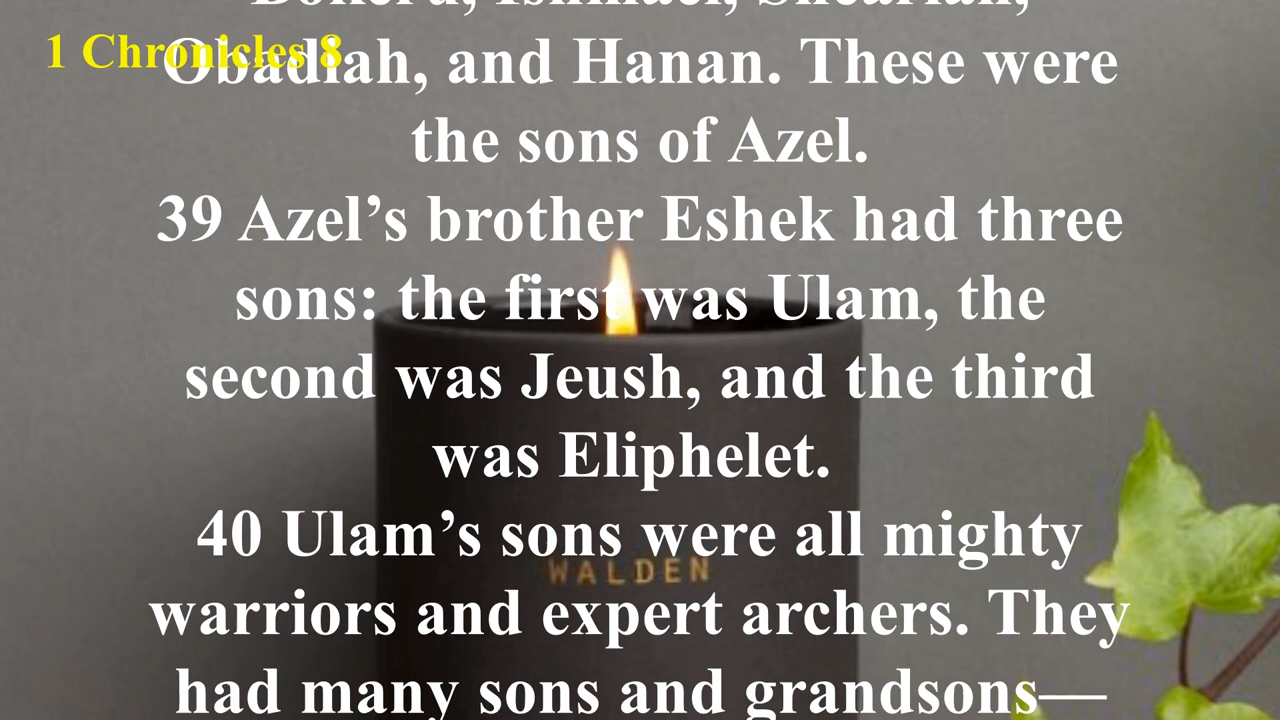 1 Chronicles 8
Obadiah, and Hanan. These were
the sons of Azel.
39 Azel’s brother Eshek had three
sons: the first was Ulam, the
second was Jeush, and the third
was Eliphelet.
40 Ulam’s sons were all mighty
WALDEN
warriors and expert archers. They
had many sons and grandsons—